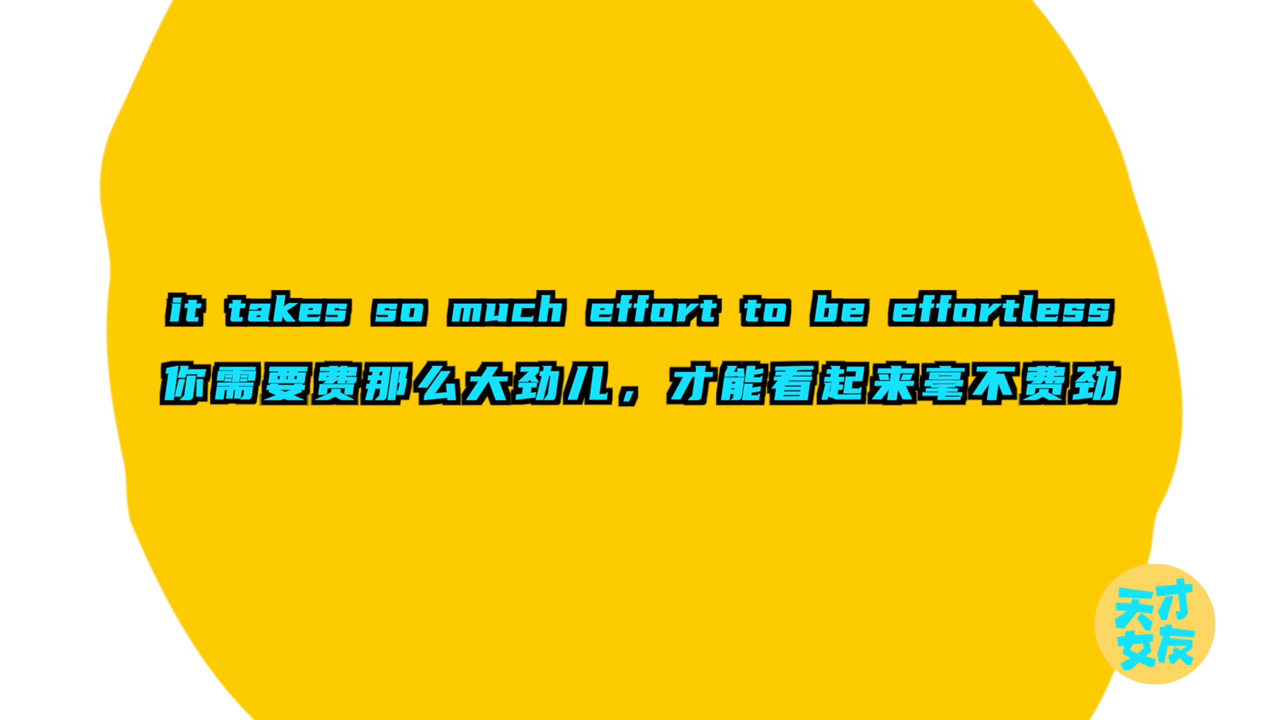 it takes so much effort to be effortless
你需要费那么大劲儿，才能看起来毫不费劲
天才
女友